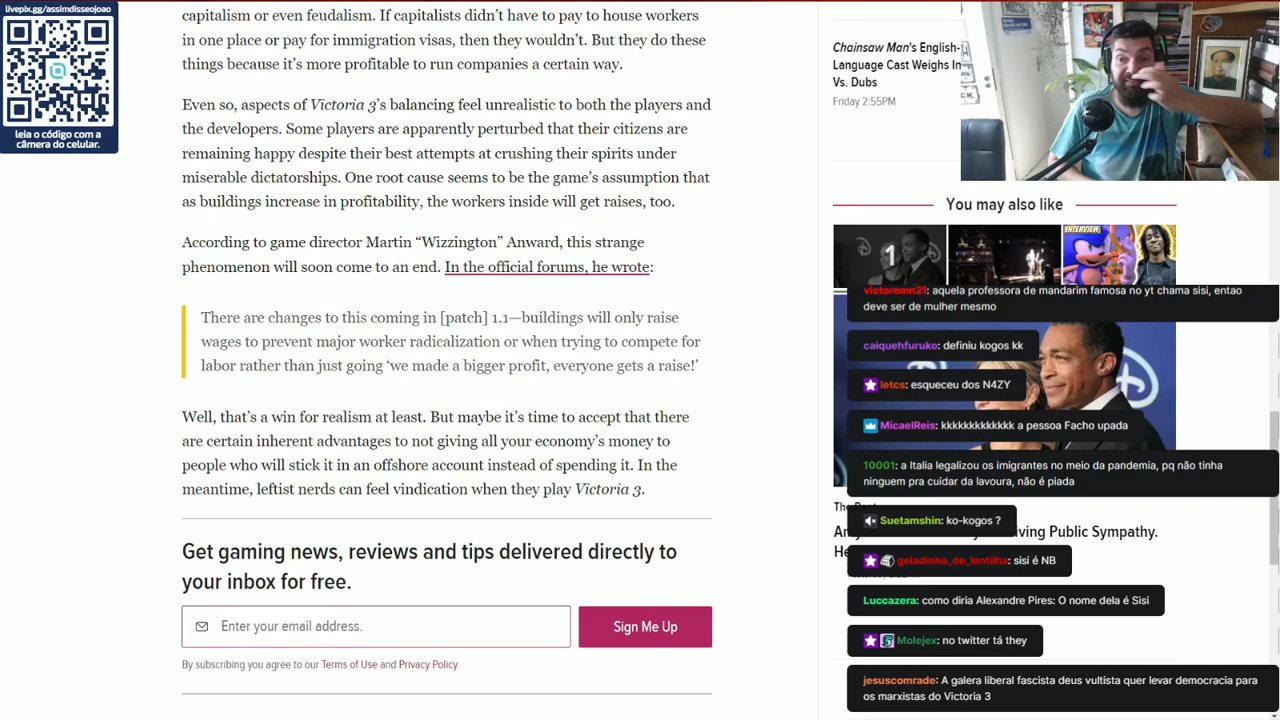 livepix.gg/assimdisseojoao
leia o código com a
câmera do celular.
capitalism or even feudalism. If capitalists didn’t have to pay to house workers
in one place or pay for immigration visas, then they wouldn’t. But they do these
things because it’s more profitable to run companies a certain way.
Even so, aspects of Victoria 3’s balancing feel unrealistic to both the players and
the developers. Some players are apparently perturbed that their citizens are
remaining happy despite their best attempts at crushing their spirits under
miserable dictatorships. One root cause seems to be the game’s assumption that
as buildings increase in profitability, the workers inside will get raises, too.
According to game director Martin “Wizzington” Anward, this strange
phenomenon will soon come to an end. In the official forums, he wrote:
There are changes to this coming in [patch] 1.1—buildings will only raise
wages to prevent major worker radicalization or when trying to compete for
labor rather than just going ‘we made a bigger profit, everyone gets a raise!’
Well, that’s a win for realism at least. But maybe it’s time to accept that there
are certain inherent advantages to not giving all your economy’s money to
people who will stick it in an offshore account instead of spending it. In the
meantime, leftist nerds can feel vindication when they play Victoria 3.
Get gaming news, reviews and tips delivered directly to
your inbox for free.
Enter your email address.
Sign Me Up
By subscribing you agree to our Terms of Use and Privacy Policy.
Chainsaw Man's English-
Language Cast Weighs In
Vs. Dubs
Friday 2:55PM
You may also like
1
INTERVIEW
victoremn21: aquela professora de mandarim famosa no yt chama sisi, entao
deve ser de mulher mesmo
caiquehfuruko: definiu kogos kk
letcs: esqueceu dos N4ZY
MicaelReis: kkkkkkkkkkkk a pessoa Facho upada
10001: a Italia legalizou os imigrantes no meio da pandemia, pq não tinha
ninguem pra cuidar da lavoura, não é piada
Suetamshin: ko-kogos ?
Public Sympathy.
geladinho_de_lentilha: sisi é NB
Luccazera: como diria Alexandre Pires: O nome dela é Sisi
Molejex: no twitter tá they
jesuscomrade: A galera liberal fascista deus vultista quer levar democracia para
os marxistas do Victoria 3